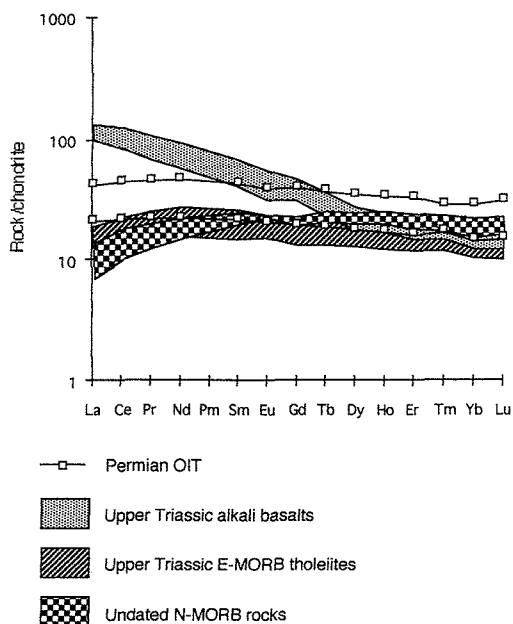 1000
100
10
1
Rock/chondrite
La Ce Pr Nd Pm Sm Eu Gd Tb Dy Ho Er Tm Yb Lu
Permian OIT
Upper Triassic alkali basalts
Upper Triassic E-MORB tholeiites
Undated N-MORB rocks